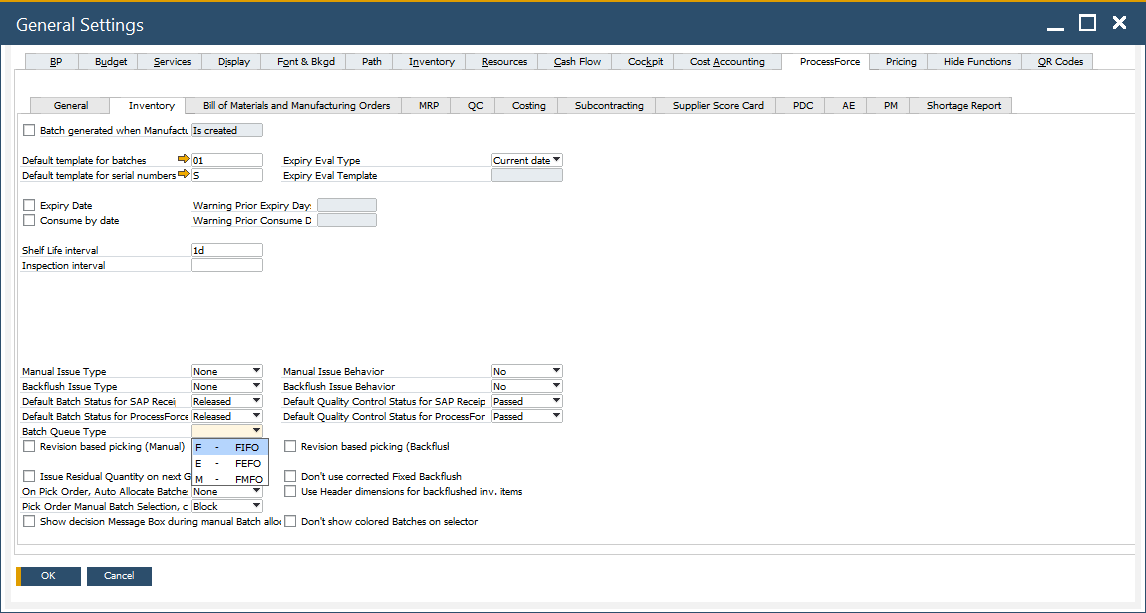 General Settings
BP Budget Services Display Font & Bkgd Path Inventory Resources Cash Flow Cockpit Cost Accounting ProcessForce Pricing Hide Functions QR Codes
General Inventory Bill of Materials and Manufacturing Orders MRP QC Costing Subcontracting Supplier Score Card PDC AE PM Shortage Report
Batch generated when Manufactu Is created
Default template for batches 01 Expiry Eval Type Current date
Default template for serial numbers S Expiry Eval Template
Expiry Date Warning Prior Expiry Days
Consume by date Warning Prior Consume D
Shelf Life interval 1d
Inspection interval
Manual Issue Type None Manual Issue Behavior No
Backflush Issue Type None Backflush Issue Behavior No
Default Batch Status for SAP Recei Released Default Quality Control Status for SAP Receip Passed
Default Batch Status for ProcessForce Released Default Quality Control Status for ProcessFor Passed
Batch Queue Type
Revision based picking (Manual) F - FIFO Revision based picking (Backflusl
E - FEFO
Issue Residual Quantity on next G M - FMFO Don't use corrected Fixed Backflush
On Pick Order, Auto Allocate Batche None Use Header dimensions for backflushed inv. items
Pick Order Manual Batch Selection, c Block
Show decision Message Box during manual Batch alloc Don't show colored Batches on selector
OK Cancel